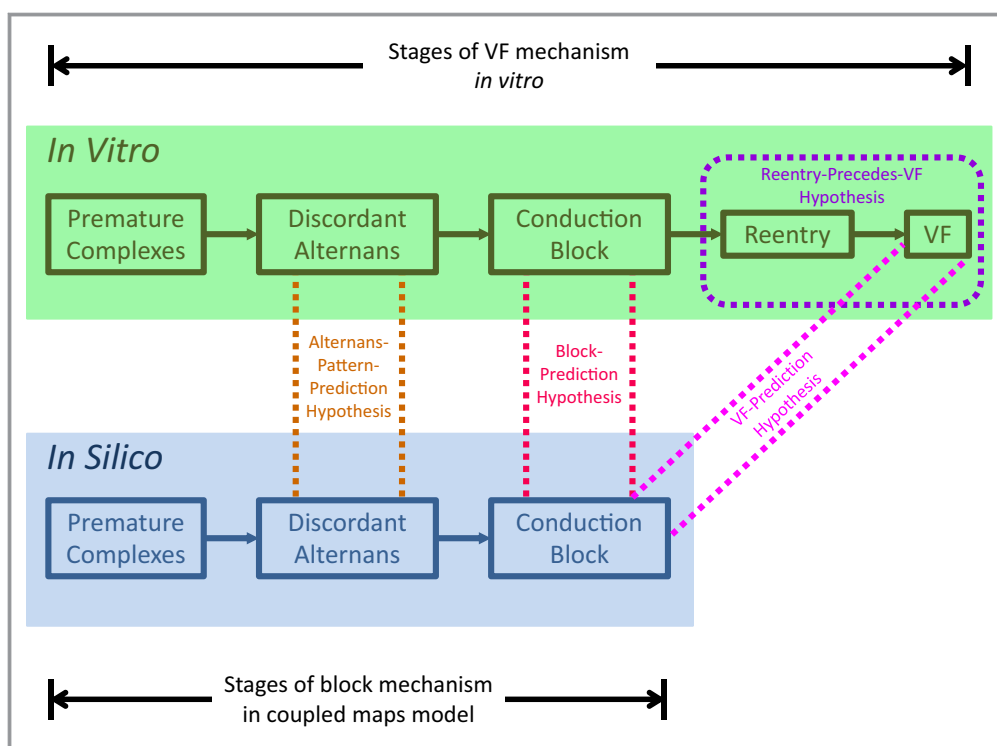 Stages of VF mechanism
in vitro
In Vitro
Reentry-Precedes-VF
Hypothesis
Premature
Complexes
Discordant
Alternans
Conduction
Block
Reentry
VF
Alternans-
Pattern-
Prediction
Hypothesis
Block-
Prediction
Hypothesis
VF-Prediction
Hypothesis
In Silico
Premature
Complexes
Discordant
Alternans
Conduction
Block
Stages of block mechanism
in coupled maps model